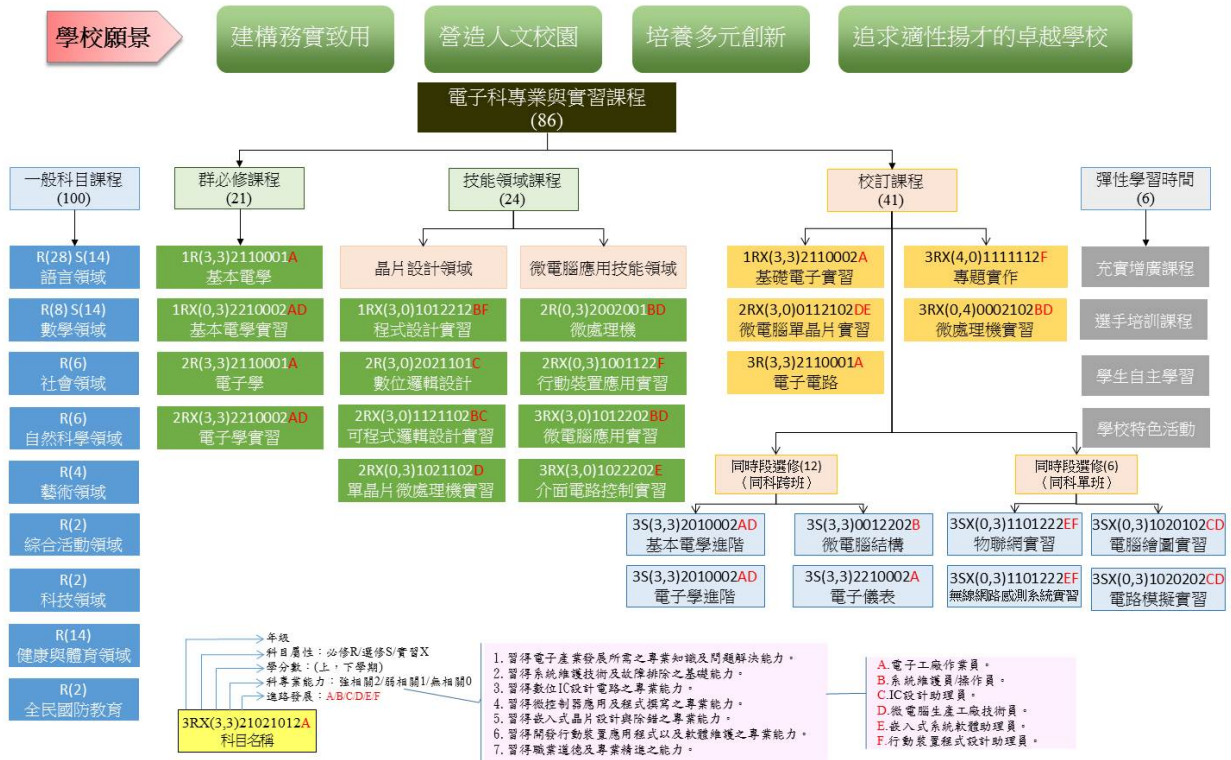 學校願景
建構務實致用
營造人文校園
培養多元創新
追求適性揚才的卓越學校
電子科專業與實習課程
(86)
一般科目課程
(100)
群必修課程
(21)
技能領域課程
(24)
校訂課程
(41)
彈性學習時間
(6)
R(28) S(14)
語言領域
R(8) S(14)
數學領域
R(6)
社會領域
R(6)
自然科學領域
R(4)
藝術領域
R(2)
綜合活動領域
R(2)
科技領域
R(14)
健康與體育領域
R(2)
全民國防教育
1R(3,3)2110001A
基本電學
1RX(0,3)2210002AD
基本電學實習
2R(3,3)2110001A
電子學
2RX(3,3)2210002AD
電子學實習
晶片設計領域
1RX(3,0)1012212BF
程式設計實習
2R(3,0)2021101C
數位邏輯設計
2RX(3,0)1121102BC
可程式邏輯設計實習
2RX(0,3)1021102D
單晶片微處理機實習
微電腦應用技能領域
2R(0,3)2002001BD
微處理機
2RX(0,3)1001122F
行動裝置應用實習
3RX(3,0)1012202BD
微電腦應用實習
3RX(3,0)1022202E
介面電路控制實習
1RX(3,3)2110002A
基礎電子實習
2RX(3,0)0112102DE
微電腦單晶片實習
3R(3,3)2110001A
電子電路
3RX(4,0)1111112F
專題實作
3RX(0,4)0002102BD
微處理機實習
充實增廣課程
選手培訓課程
學生自主學習
學校特色活動
同時段選修(12)
（同科跨班）
同時段選修(6)
（同科單班）
3S(3,3)2010002AD
基本電學進階
3S(3,3)0012202B
微電腦結構
3SX(0,3)1101222EF
物聯網實習
3SX(0,3)1020102CD
電腦繪圖實習
3S(3,3)2010002AD
電子學進階
3S(3,3)2210002A
電子儀表
3SX(0,3)1101222EF
無線網路感測系統實習
3SX(0,3)1020202CD
電路模擬實習
年級
科目屬性：必修R/選修S/實習X
學分數：(上，下學期)
科專業能力：強相關2/弱相關1/無相關0
進路發展：A/B/C/D/E/F
3RX(3,3)21021012A
科目名稱
1.習得電子產業發展所需之專業知識及問題解決能力。
2.習得系統維護技術及故障排除之基礎能力。
3.習得數位IC設計電路之專業能力。
4.習得微控制器應用及程式撰寫之專業能力。
5.習得嵌入式晶片設計與除錯之專業能力。
6.習得開發行動裝置應用程式以及軟體維護之專業能力。
7.習得職業道德及專業精進之能力。
A.電子工廠作業員。
B.系統維護員/操作員。
C.IC設計助理員。
D.微電腦生產工廠技術員。
E.嵌入式系統軟體助理員。
F.行動裝置程式設計助理員。